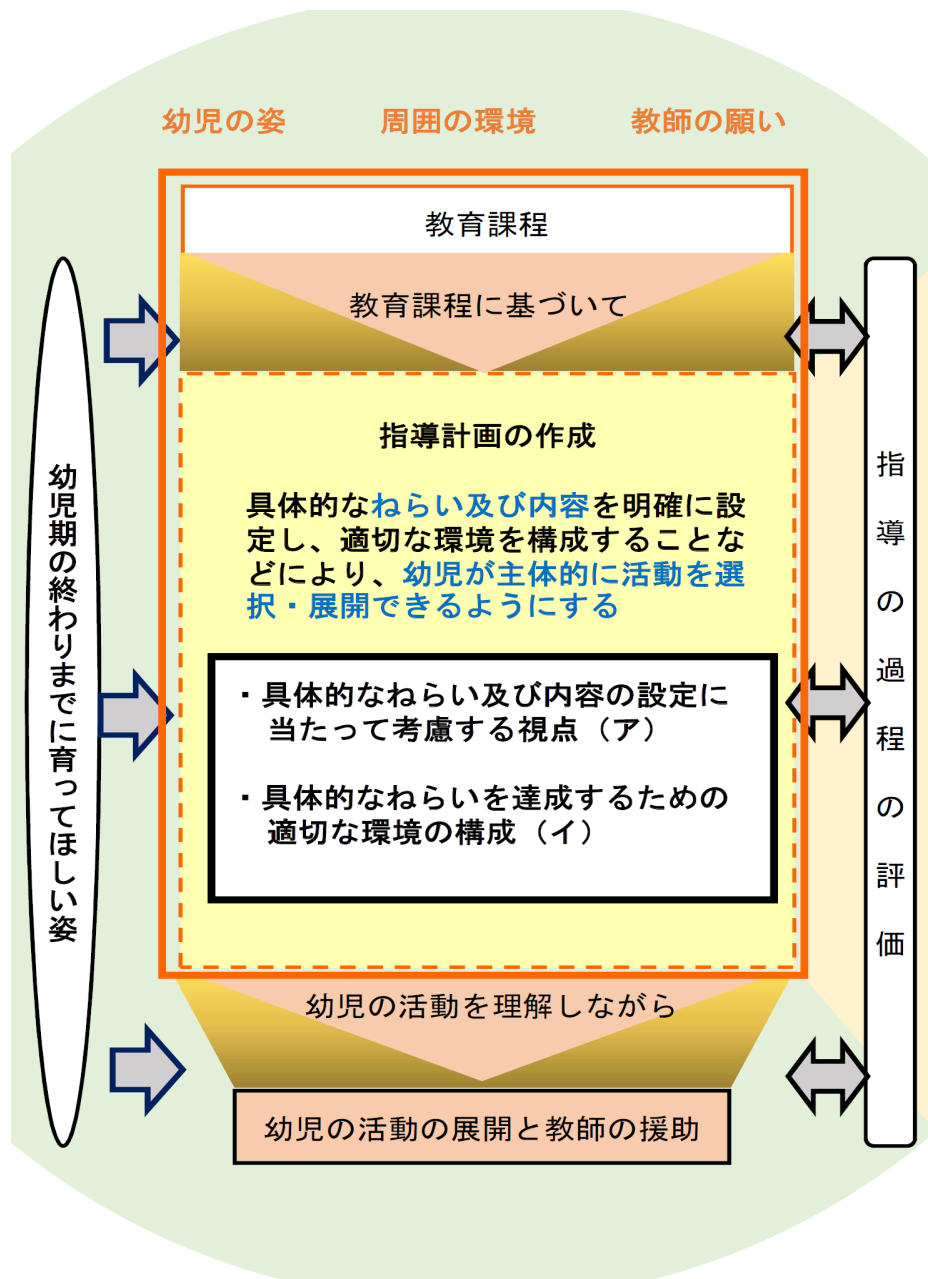 幼児の姿 周囲の環境 教師の願い
教育課程
教育課程に基づいて
指導計画の作成
具体的なねらい及び内容を明確に設
定し、適切な環境を構成することな
どにより、幼児が主体的に活動を選
択・展開できるようにする
・具体的なねらい及び内容の設定に
当たって考慮する視点（ア）
・具体的なねらいを達成するための
適切な環境の構成（イ）
幼児の活動を理解しながら
幼児の活動の展開と教師の援助
幼児期の終わりまでに育ってほしい姿
指導の過程の評価